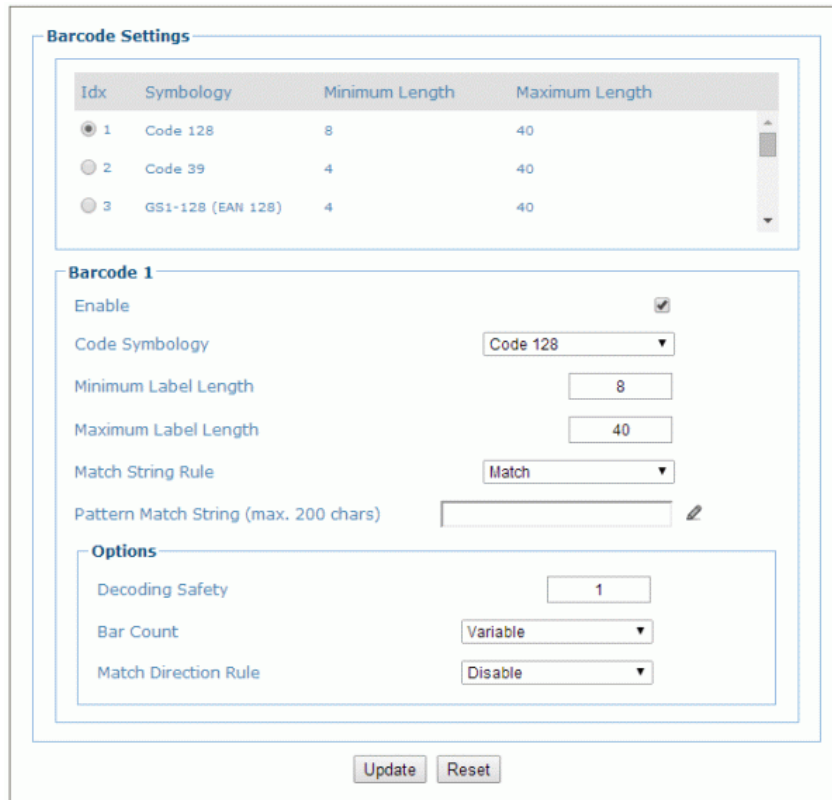 Barcode Settings
Idx Symbology Minimum Length Maximum Length
1 Code 128 8 40
2 Code 39 4 40
3 GS1-128 (EAN 128) 4 40
Barcode 1
Enable
Code Symbology Code 128
Minimum Label Length 8
Maximum Label Length 40
Match String Rule Match
Pattern Match String (max. 200 chars)
Options
Decoding Safety 1
Bar Count Variable
Match Direction Rule Disable
Update Reset